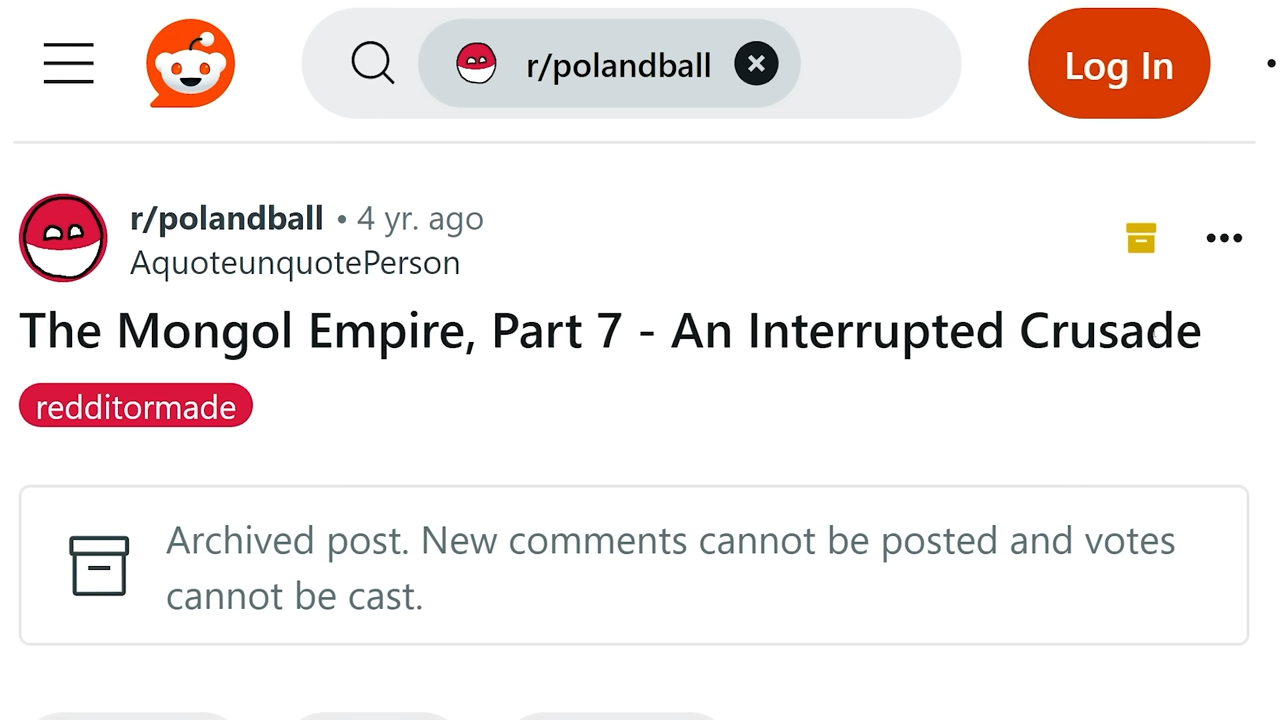 r/polandball
Log In
r/polandball • 4 yr. ago
AquoteunquotePerson
The Mongol Empire, Part 7 - An Interrupted Crusade
redditormade
Archived post. New comments cannot be posted and votes
cannot be cast.